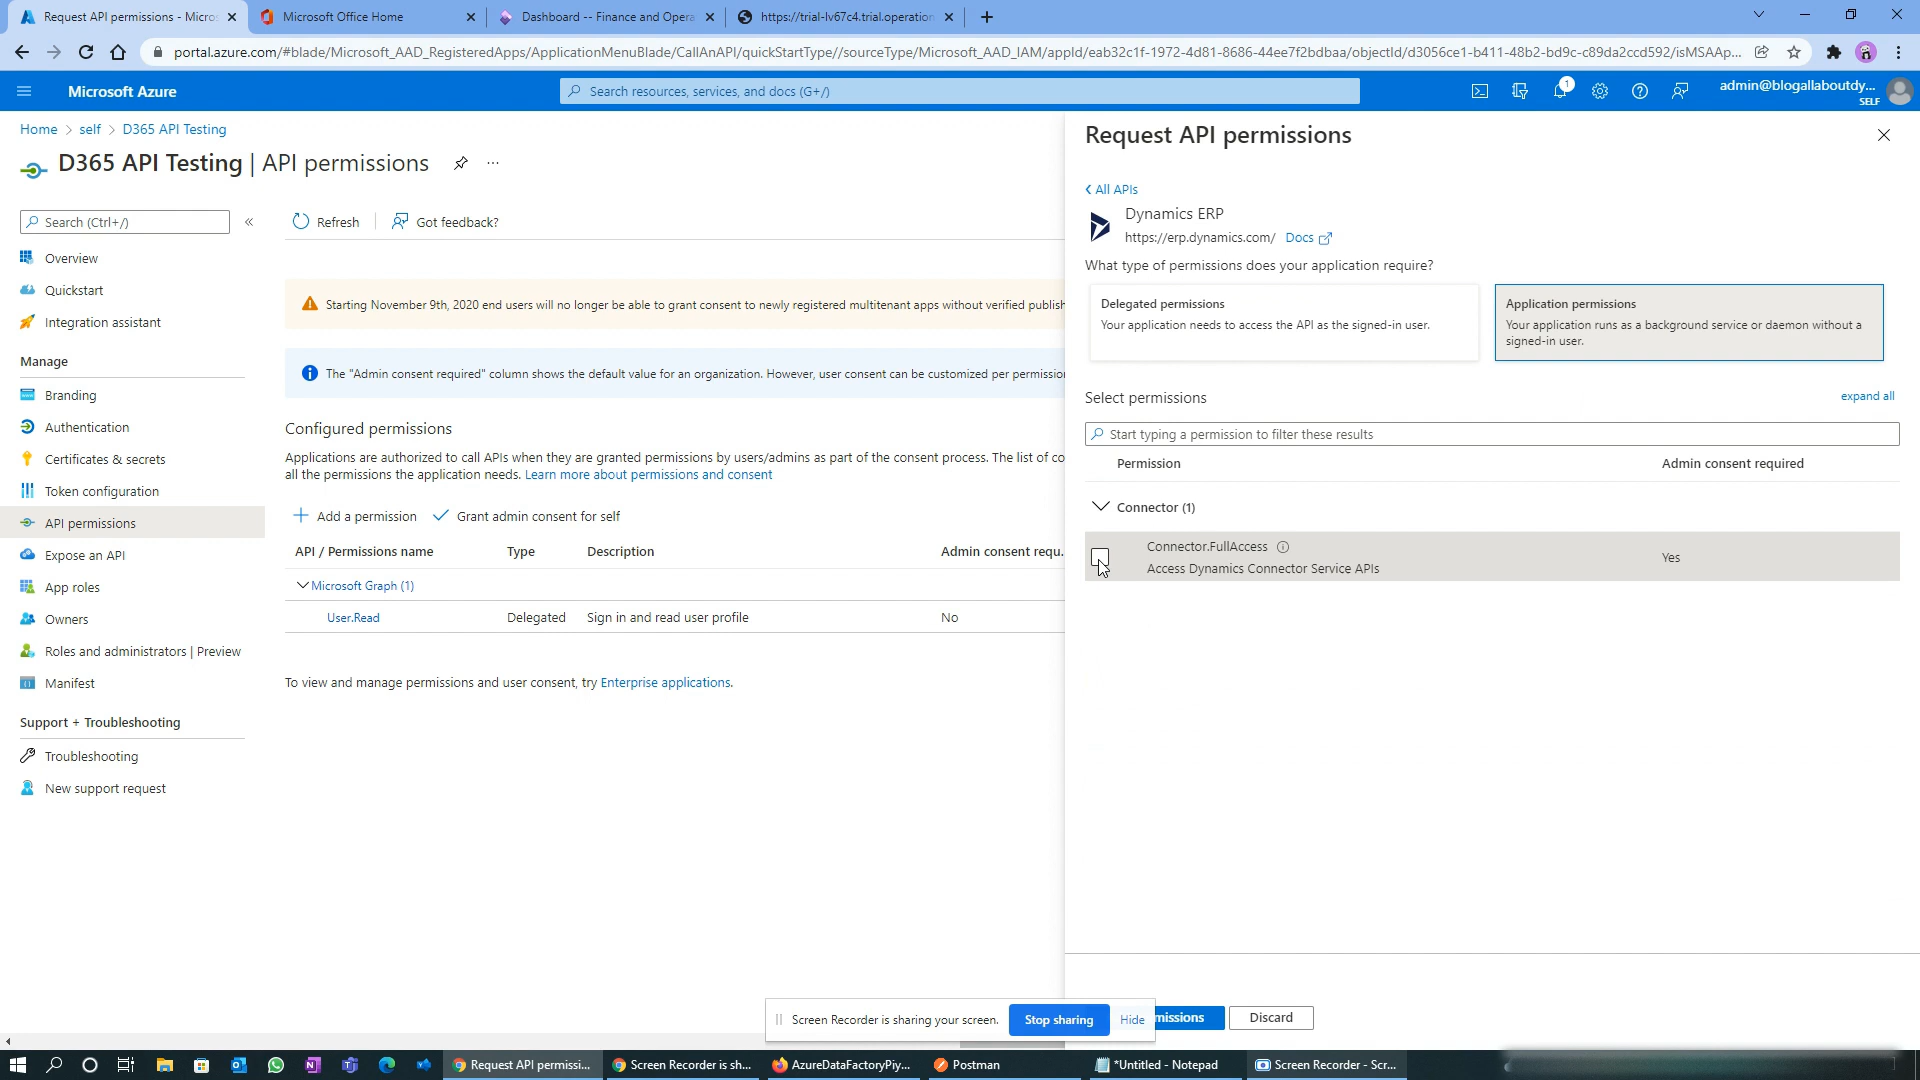 Request API permissions - Micros
Microsoft Office Home
Dashboard -- Finance and Opera
https://trial-lv67c4.trial.operation
portal.azure.com/#blade/Microsoft_AAD_RegisteredApps/ApplicationMenuBlade/CallAnAPI/quickStartType//sourceType/Microsoft_AAD_IAM/appId/eab32c1f-1972-4d81-8686-44ee7f2bdbaa/objectId/d3056ce1-b411-48b2-bd9c-c89da2ccd592/isMSAAp...
Microsoft Azure
Search resources, services, and docs (G+/)
1
admin@blogallaboutdy...
SELF
Home > self > D365 API Testing
D365 API Testing | API permissions
Search (Ctrl+/)
Overview
Quickstart
Integration assistant
Manage
Branding
Authentication
Certificates & secrets
Token configuration
API permissions
Expose an API
App roles
Owners
Roles and administrators | Preview
Manifest
Support + Troubleshooting
Troubleshooting
New support request
Refresh
Got feedback?
Starting November 9th, 2020 end users will no longer be able to grant consent to newly registered multitenant apps without verified publish
The "Admin consent required" column shows the default value for an organization. However, user consent can be customized per permission
Configured permissions
Applications are authorized to call APIs when they are granted permissions by users/admins as part of the consent process. The list of co
all the permissions the application needs. Learn more about permissions and consent
Add a permission
Grant admin consent for self
API / Permissions name Type Description Admin consent requ.
Microsoft Graph (1)
User.Read Delegated Sign in and read user profile No
To view and manage permissions and user consent, try Enterprise applications.
Request API permissions
All APIs
Dynamics ERP
https://erp.dynamics.com/ Docs
What type of permissions does your application require?
Delegated permissions
Your application needs to access the API as the signed-in user.
Application permissions
Your application runs as a background service or daemon without a
signed-in user.
Select permissions
expand all
Start typing a permission to filter these results
Permission Admin consent required
Connector (1)
Connector.FullAccess
Access Dynamics Connector Service APIs
Yes
Screen Recorder is sharing your screen.
Stop sharing
Hide
missions
Discard
Request API permissi...
Screen Recorder is sh...
AzureDataFactoryPiy...
Postman
*Untitled - Notepad
Screen Recorder - Scr...